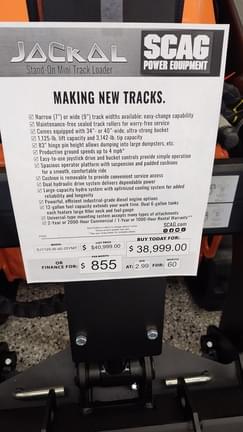 JACKAL
Stand-On Mini Track Loader
SCAG
POWER EQUIPMENT
MAKING NEW TRACKS.
Narrow (7") or wide (9") track widths available; easy-change capability
Maintenance-free sealed track rollers for worry-free service
Comes equipped with 34"- or 40"-wide, ultra-strong bucket
1,125-lb. lift capacity and 3,142-lb. tip capacity
83" hinge pin height allows dumping into large dumpsters, etc.
Productive ground speeds up to 4 mph*
Easy-to-use joystick drive and bucket controls provide simple operation
Spacious operator platform with suspension and padded cushions
for a smooth, comfortable ride
Cushion is removable to provide convenient service access
Dual hydraulic drive system delivers dependable power
Large-capacity hydro system with optimized cooling system for added
reliability and longevity
Powerful, efficient industrial-grade diesel engine options
12-gallon fuel capacity extends your work time. Dual 6-gallon tanks
each feature large filler neck and fuel-gauge
Universal-type mounting system accepts many types of attachments
2-Year or 2000-Hour Commercial / 1-Year or 1000-Hour Rental Warranty**
SCAG.com
MODEL:
$ 40,999.00
BUY TODAY FOR:
$ 38,999.00
OR
FINANCE FOR:
PER MONTH
$ 855
AT: 2.99 FOR: 60